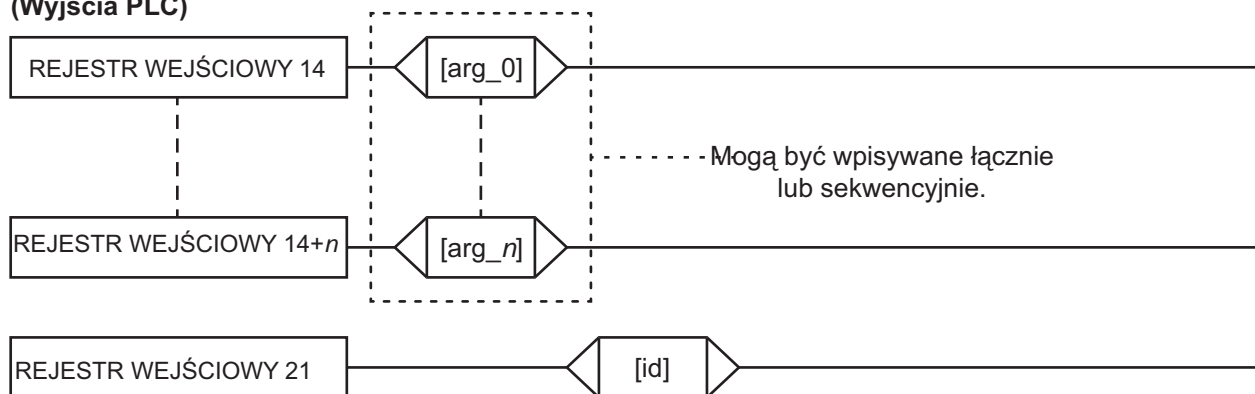 (Wyjścia PLC)
REJESTR WEJŚCIOWY 14
[arg_0]
Mogą być wpisywane łącznie
lub sekwencyjnie.
REJESTR WEJŚCIOWY 14+n
[arg_n]
REJESTR WEJŚCIOWY 21
[id]